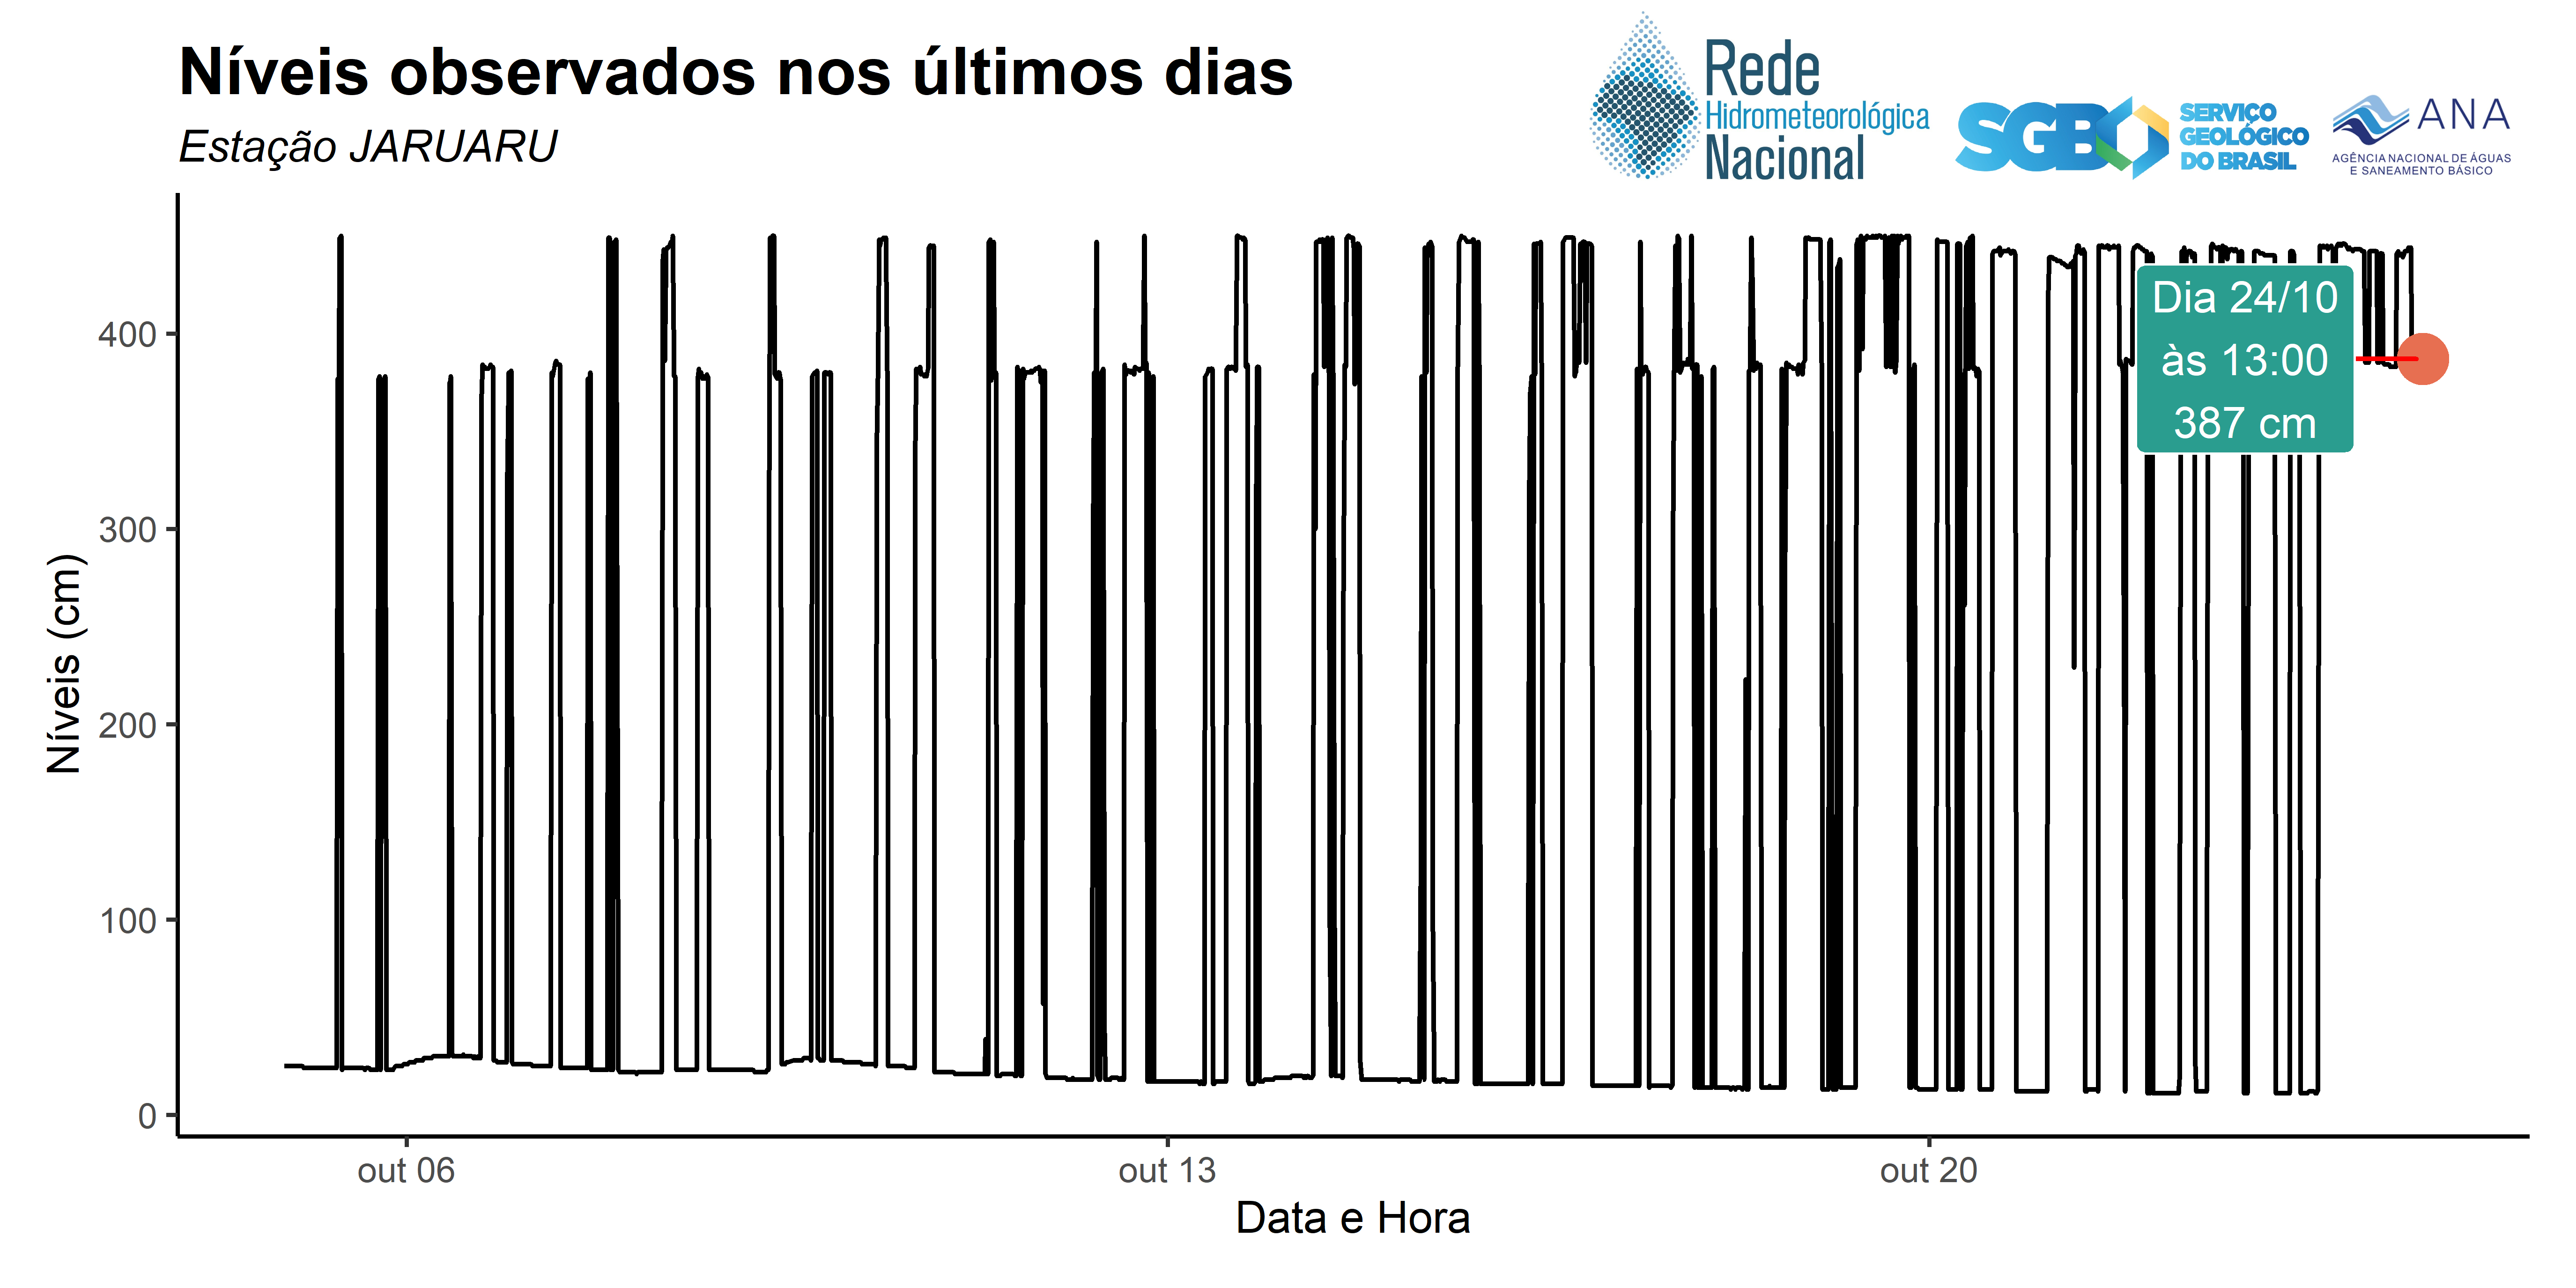 Níveis observados nos últimos dias
Estação JARUARU
Rede
Hidrometeorológica
Nacional
SGB
SERVIÇO
GEOLÓGICO
DO BRASIL
ANA
AGÊNCIA NACIONAL DE ÁGUAS
E SANEAMENTO BÁSICO
Níveis (cm)
400
300
200
100
0
Dia 24/10
às 13:00
387 cm
out 06
out 13
out 20
Data e Hora